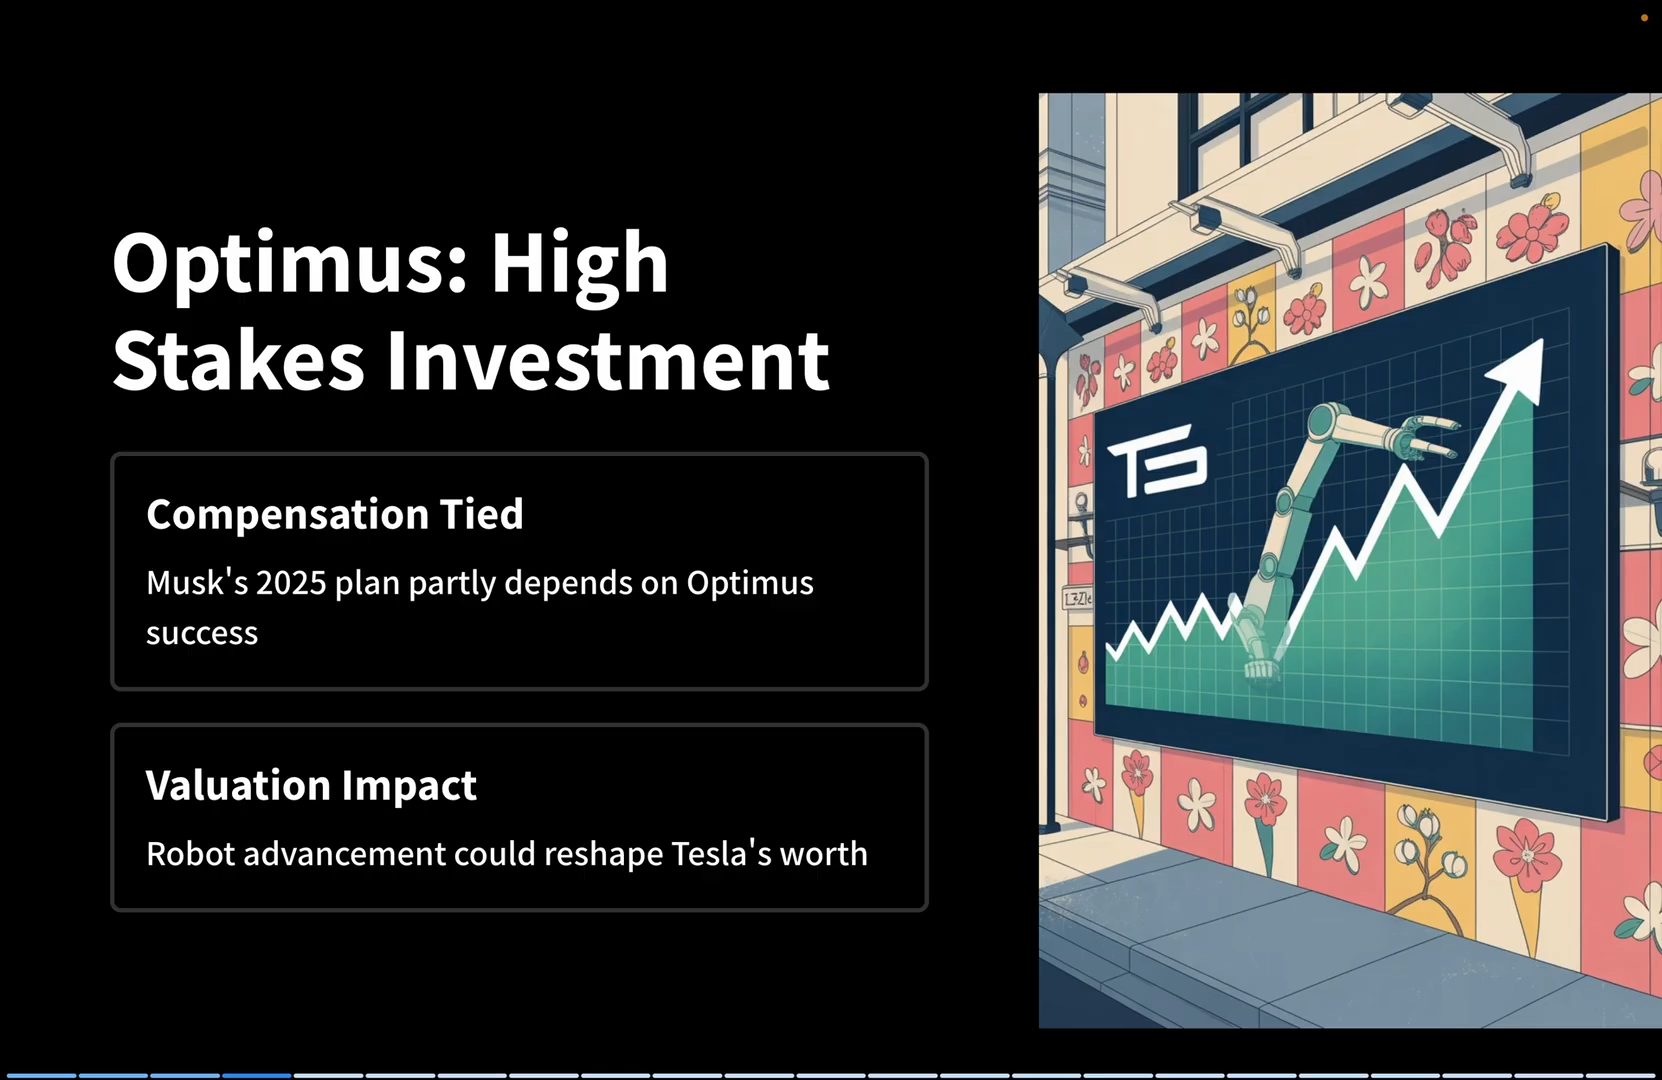 Optimus: High
Stakes Investment
Compensation Tied
Musk's 2025 plan partly depends on Optimus
success
Valuation Impact
Robot advancement could reshape Tesla's worth